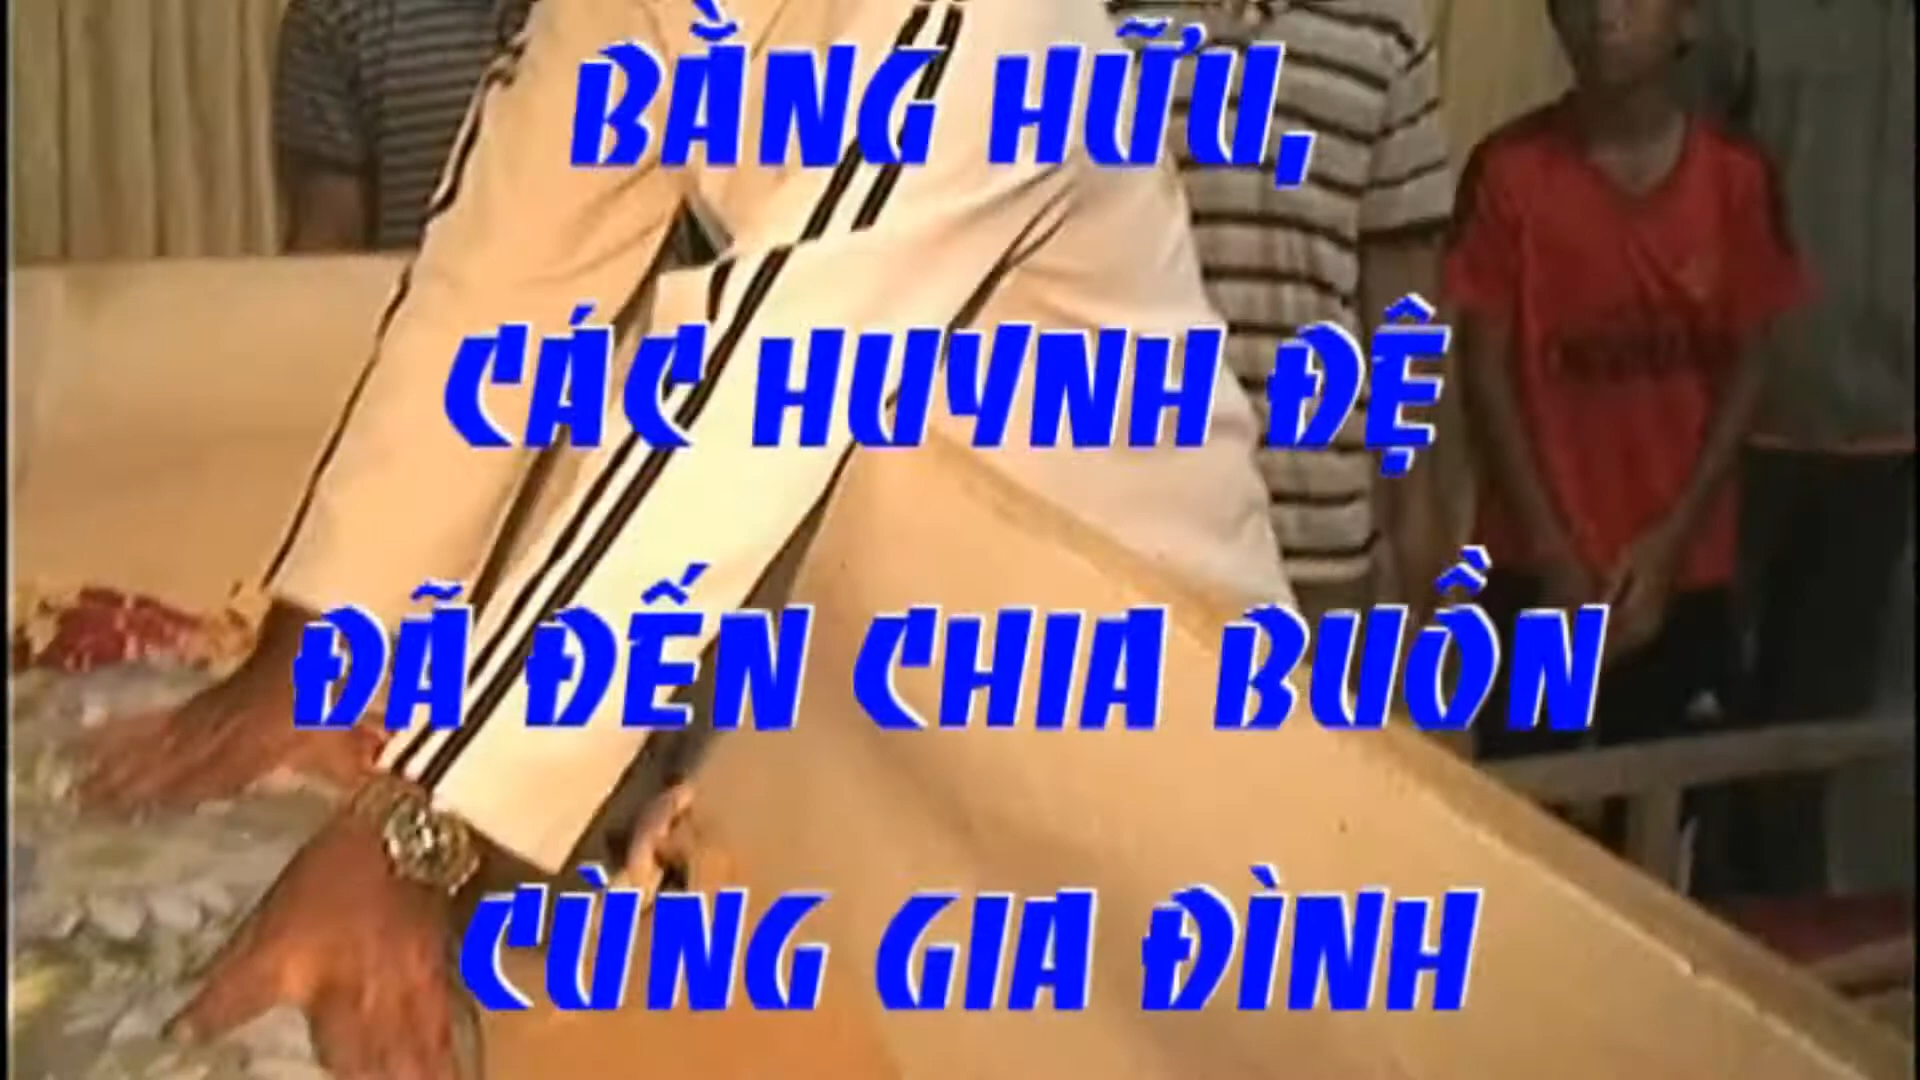 BẰNG HỮU,
CÁC HUYNH ĐỆ
ĐÃ ĐẾN CHIA BUỒN
CÙNG GIA ĐÌNH